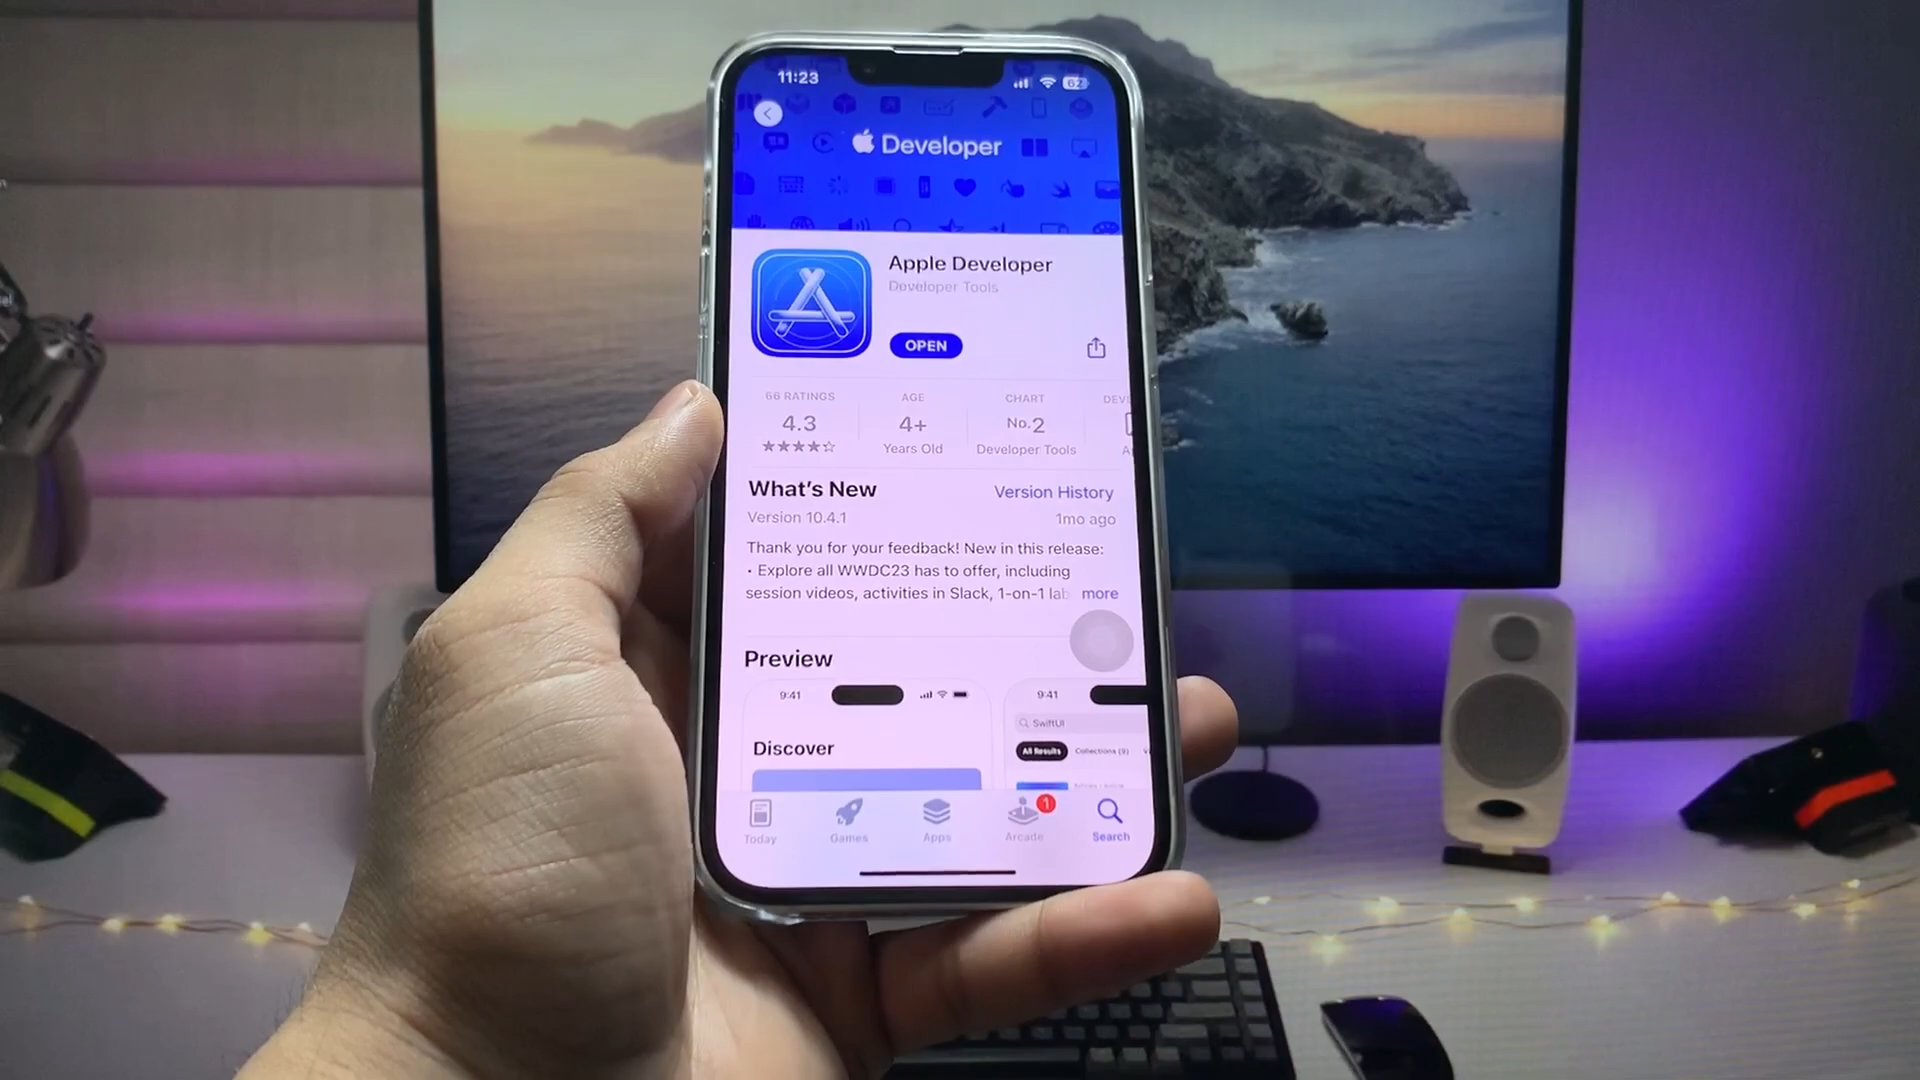 11:23
62
Developer
Apple Developer
Developer Tools
OPEN
66 RATINGS
4.3
AGE
4+
Years Old
CHART
No.2
Developer Tools
What's New
Version History
Version 10.4.1
1mo ago
Thank you for your feedback! New in this release:
• Explore all WWDC23 has to offer, including
session videos, activities in Slack, 1-on-1 lab more
Preview
9:41
9:41
SwiftUI
All Results
Collections (9)
Discover
Today
Games
Apps
Arcade
1
Search